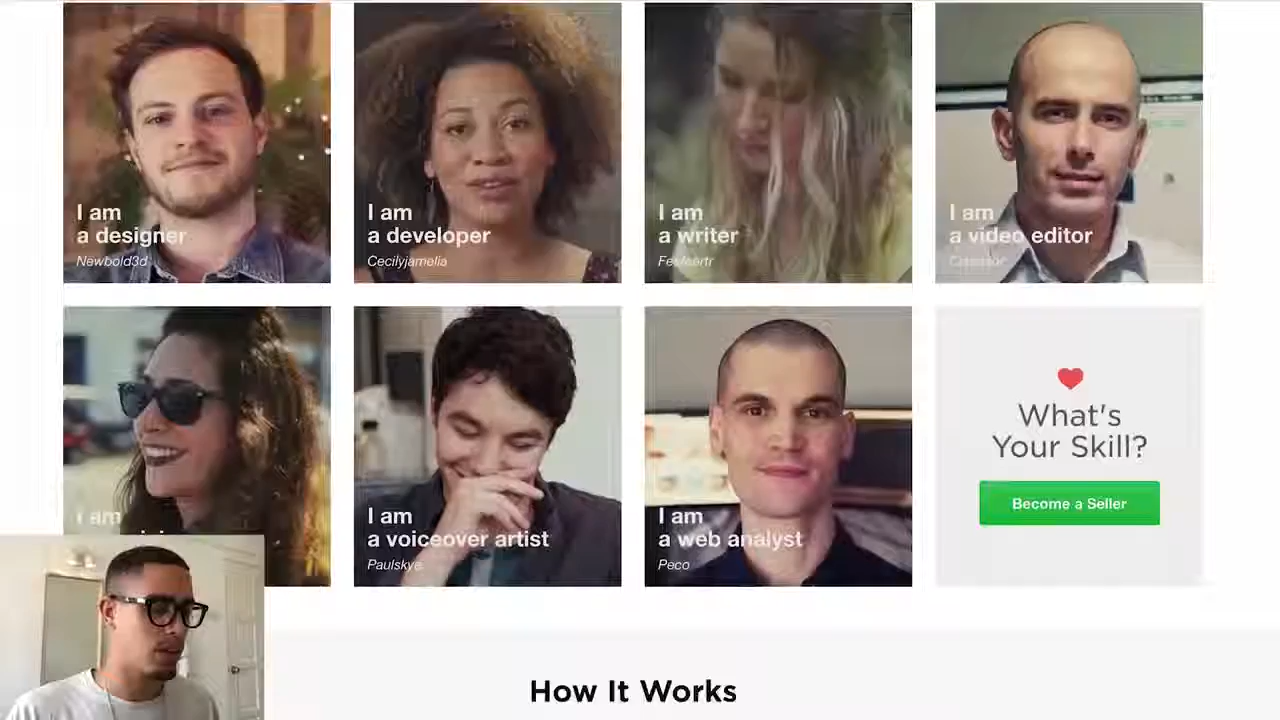 I am
a designer
Newbold3d
I am
a developer
Cecilyjamelia
I am
a writer
I am
a video editor
I am
I am
a voiceover artist
Paulskye
I am
a web analyst
Peco
What's
Your Skill?
Become a Seller
How It Works